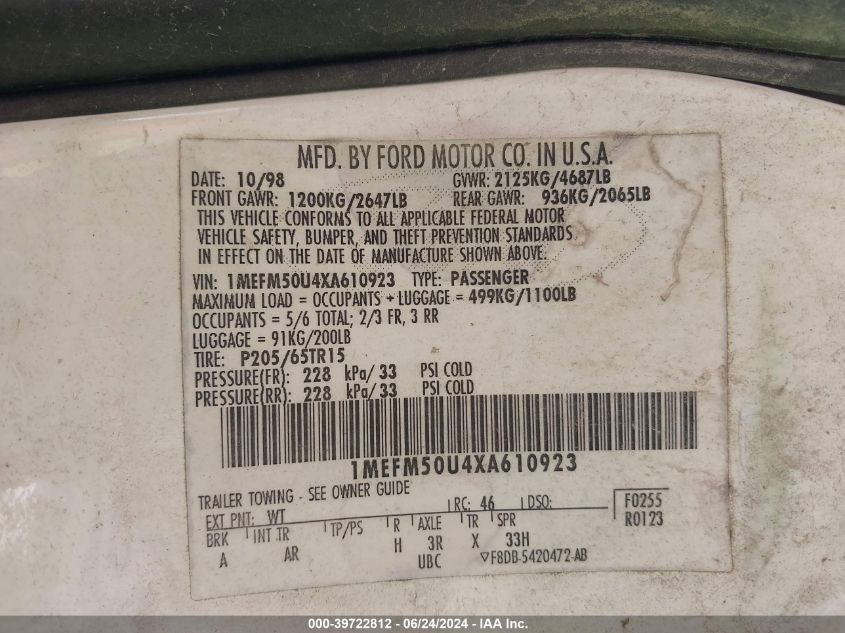 MFD. BY FORD MOTOR CO. IN U.S.A.
DATE: 10/98 GVWR: 2125KG/4687LB
FRONT GAWR: 1200KG/2647LB REAR GAWR: 936KG/2065LB
THIS VEHICLE CONFORMS TO ALL APPLICABLE FEDERAL MOTOR
VEHICLE SAFETY, BUMPER, AND THEFT PREVENTION STANDARDS
IN EFFECT ON THE DATE OF MANUFACTURE SHOWN ABOVE.
VIN: 1MEFM50U4XA610923 TYPE: PASSENGER
MAXIMUM LOAD = OCCUPANTS + LUGGAGE = 499KG/1100LB
OCCUPANTS = 5/6 TOTAL; 2/3 FR, 3 RR
LUGGAGE = 91KG/200LB
TIRE: P205/65TR15
PRESSURE(FR): 228 kPa/ 33 PSI COLD
PRESSURE(RR): 228 kPa/ 33 PSI COLD
1MEFM50U4XA610923
TRAILER TOWING - SEE OWNER GUIDE
EXT PNT: WT RC: 46 DSO: F0255
R0123
BRK INT TR TP/PS R AXLE TR SPR
A AR H 3R X 33H
UBC ▽F8DB-5420472-AB
000-39722812 - 06/24/2024 - IAA Inc.